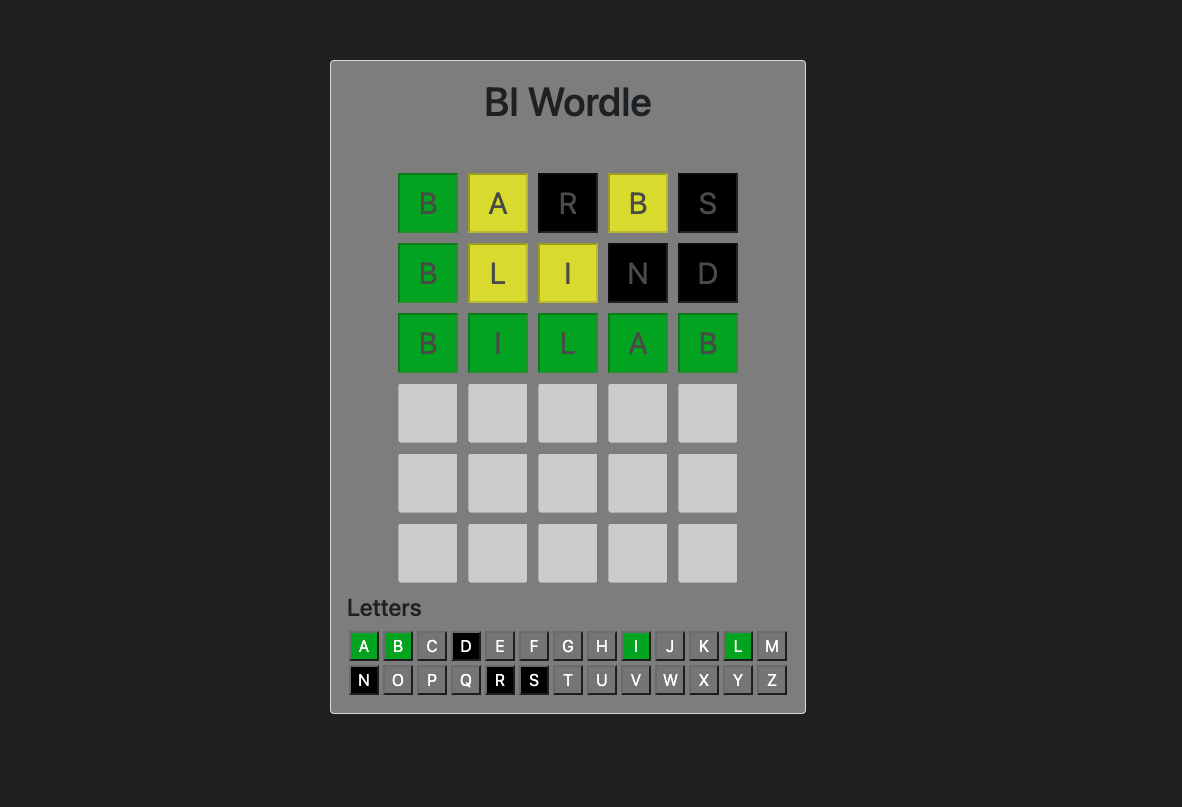 BI Wordle
B A R B S
B L I N D
B I L A B
Letters
A B C D E F G H I J K L M
N O P Q R S T U V W X Y Z